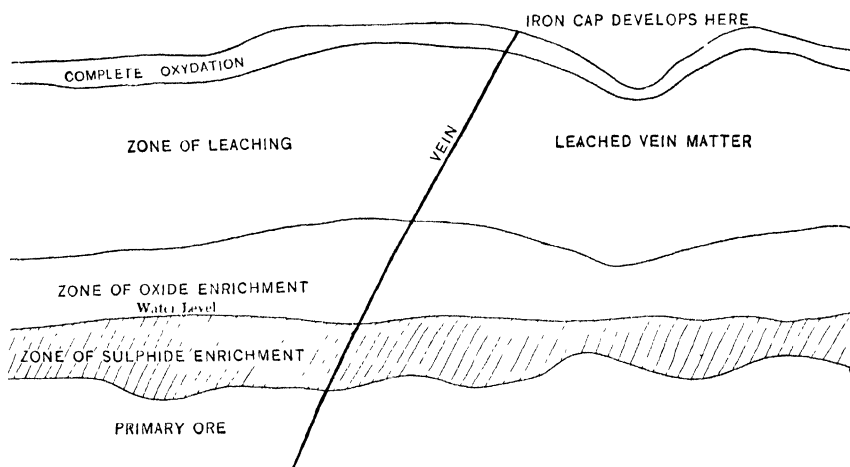 IRON CAP DEVELOPS HERE
COMPLETE OXYDATION
VEIN
ZONE OF LEACHING
LEACHED VEIN MATTER
ZONE OF OXIDE ENRICHMENT
Water Level
ZONE OF SULPHIDE ENRICHMENT
PRIMARY ORE